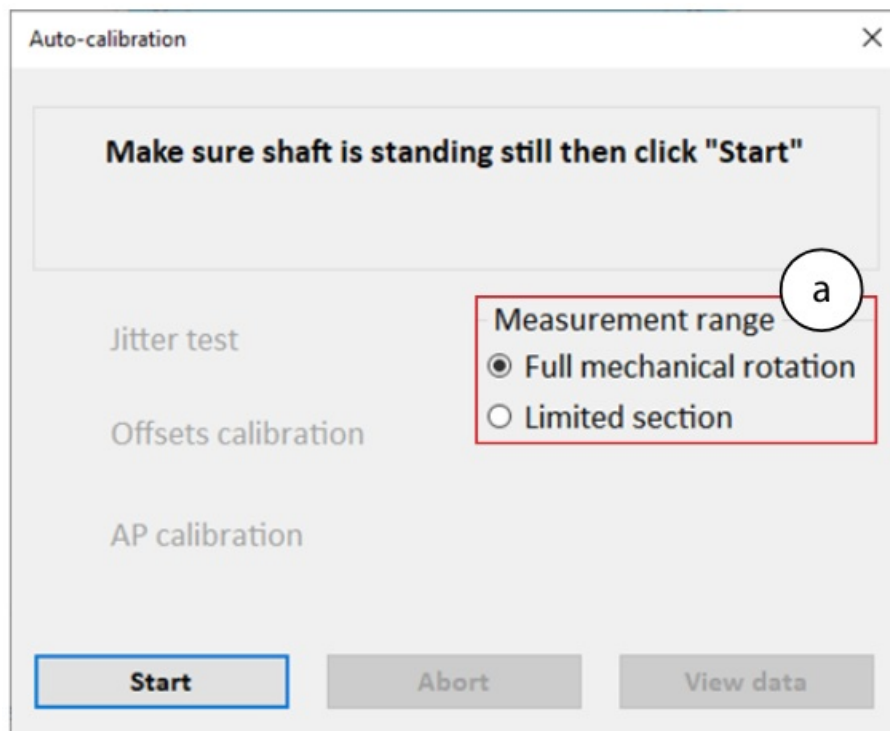 Auto-calibration
Make sure shaft is standing still then click "Start"
a
Measurement range
Jitter test
Full mechanical rotation
Limited section
Offsets calibration
AP calibration
Start
Abort
View data